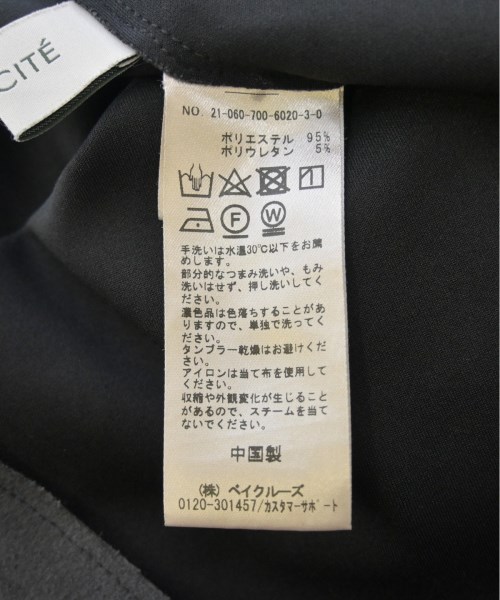 CITÉ
NO. 21-060-700-6020-3-0
ポリエステル 95%
ポリウレタン 5%
F W
手洗いは水温30℃以下をお薦
めします。
部分的なつまみ洗いや、もみ
洗いはせず、押し洗いしてく
ださい。
濃色品は色落ちすることがあ
りますので、単独で洗ってく
ださい。
タンブラー乾燥はお避けくだ
さい。
アイロンは当て布を使用して
ください。
収縮や外観変化が生じること
があるので、スチームを当て
ないでください。
中国製
(株) ベイクルーズ
0120-301457/カスタマーサポート